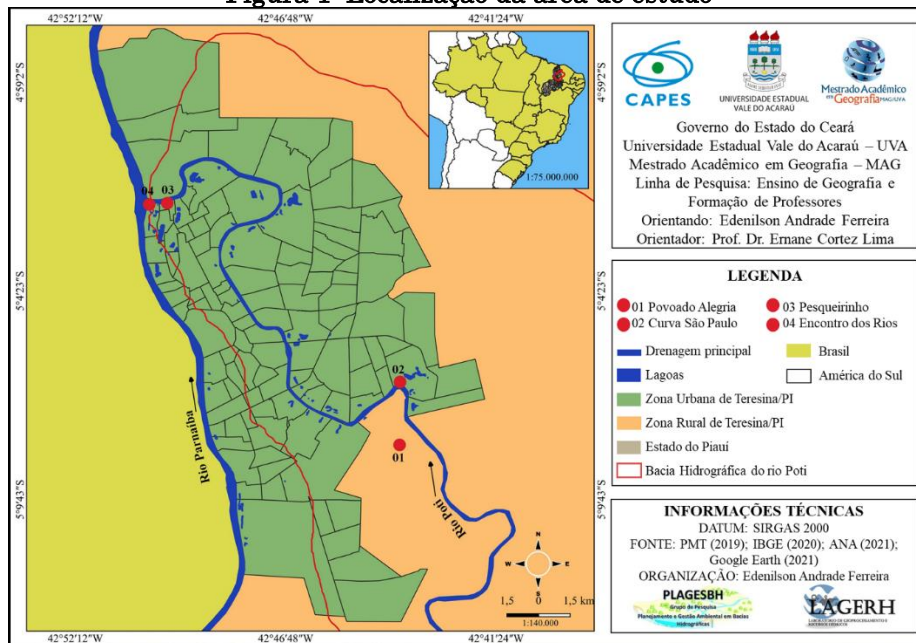 Figura 1- Localização da área de estudo
42°52'12"W
42°46'48"W
42°41'24"W
4°59'2"S
4°59'2"S
5°4'23"S
5°4'23"S
5°9'43"S
5°9'43"S
42°52'12"W
42°46'48"W
42°41'24"W
04
03
02
01
Rio Parnaíba
Rio Poti
1:75.000.000
N
W
E
S
1,5
0
1,5 km
1:140.000
CAPES
UNIVERSIDADE ESTADUAL
VALE DO ACARAÚ
Mestrado Acadêmico
em Geografia MAG/UVA
Governo do Estado do Ceará
Universidade Estadual Vale do Acaraú – UVA
Mestrado Acadêmico em Geografia – MAG
Linha de Pesquisa: Ensino de Geografia e
Formação de Professores
Orientando: Edenilson Andrade Ferreira
Orientador: Prof. Dr. Ernane Cortez Lima
LEGENDA
01 Povoado Alegria
03 Pesqueirinho
02 Curva São Paulo
04 Encontro dos Rios
Drenagem principal
Brasil
Lagoas
América do Sul
Zona Urbana de Teresina/PI
Zona Rural de Teresina/PI
Estado do Piauí
Bacia Hidrográfica do rio Poti
INFORMAÇÕES TÉCNICAS
DATUM: SIRGAS 2000
FONTE: PMT (2019); IBGE (2020); ANA (2021);
Google Earth (2021)
ORGANIZAÇÃO: Edenilson Andrade Ferreira
PLAGESBH
Grupo de Pesquisa
Planejamento e Gestão Ambiental em Bacias
Hidrográficas
LAGERH